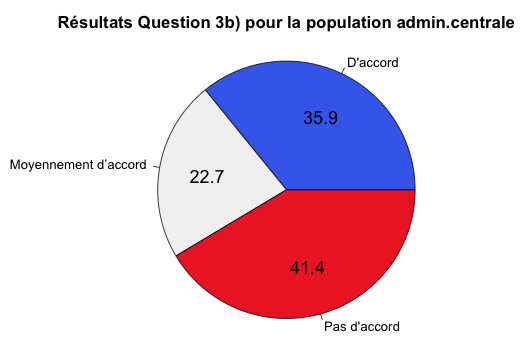 Résultats Question 3b) pour la population admin.centrale
D'accord
35.9
Moyennement d'accord
22.7
41.4
Pas d'accord